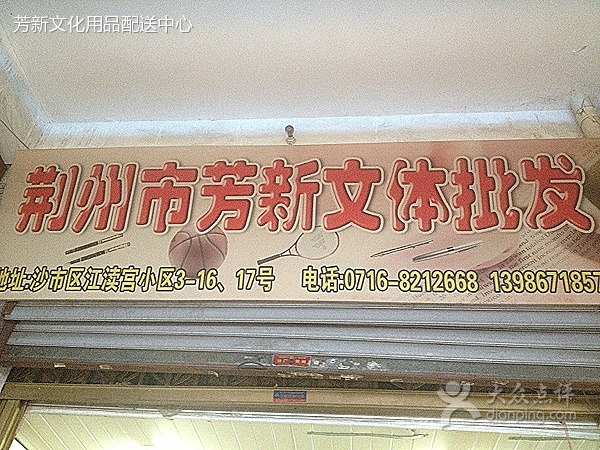 芳新文化用品配送中心
荆州市芳新文体批发
地址:沙市区江渎宫小区3-16、17号 电话:0716-8212668 1398671857
大众点评
dianping.com